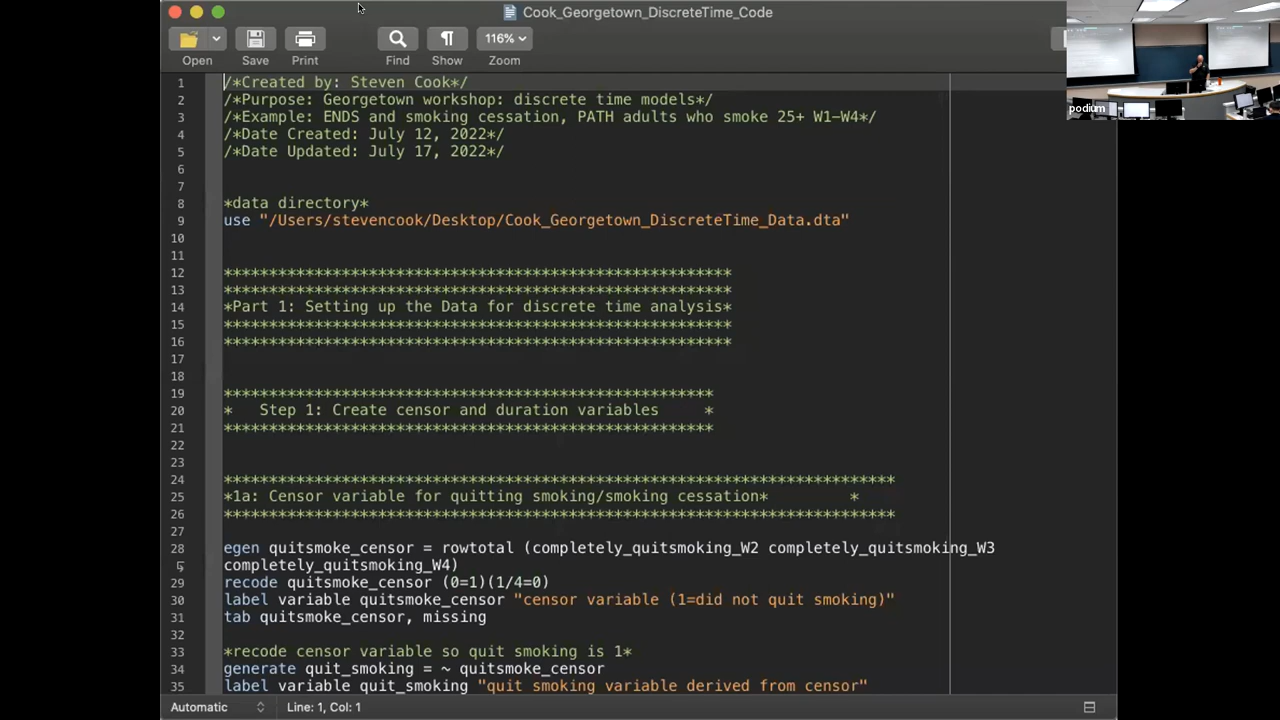 Cook_Georgetown_DiscreteTime_Code
Open
Save
Print
Find
Show
116%
Zoom
podium
1 /*Created by: Steven Cook*/
2 /*Purpose: Georgetown workshop: discrete time models*/
3 /*Example: ENDS and smoking cessation, PATH adults who smoke 25+ W1-W4*/
4 /*Date Created: July 12, 2022*/
5 /*Date Updated: July 17, 2022*/
6
7
8 *data directory*
9 use "/Users/stevencook/Desktop/Cook_Georgetown_DiscreteTime_Data.dta"
10
11
12 ********************************************************
13 ********************************************************
14 *Part 1: Setting up the Data for discrete time analysis*
15 ********************************************************
16 ********************************************************
17
18
19 ******************************************************
20 *   Step 1: Create censor and duration variables     *
21 ******************************************************
22
23
24 **************************************************************************
25 *1a: Censor variable for quitting smoking/smoking cessation*         *
26 **************************************************************************
27
28 egen quitsmoke_censor = rowtotal (completely_quitsmoking_W2 completely_quitsmoking_W3
completely_quitsmoking_W4)
29 recode quitsmoke_censor (0=1)(1/4=0)
30 label variable quitsmoke_censor "censor variable (1=did not quit smoking)"
31 tab quitsmoke_censor, missing
32
33 *recode censor variable so quit smoking is 1*
34 generate quit_smoking = ~ quitsmoke_censor
35 label variable quit_smoking "quit smoking variable derived from censor"
Automatic
Line: 1, Col: 1